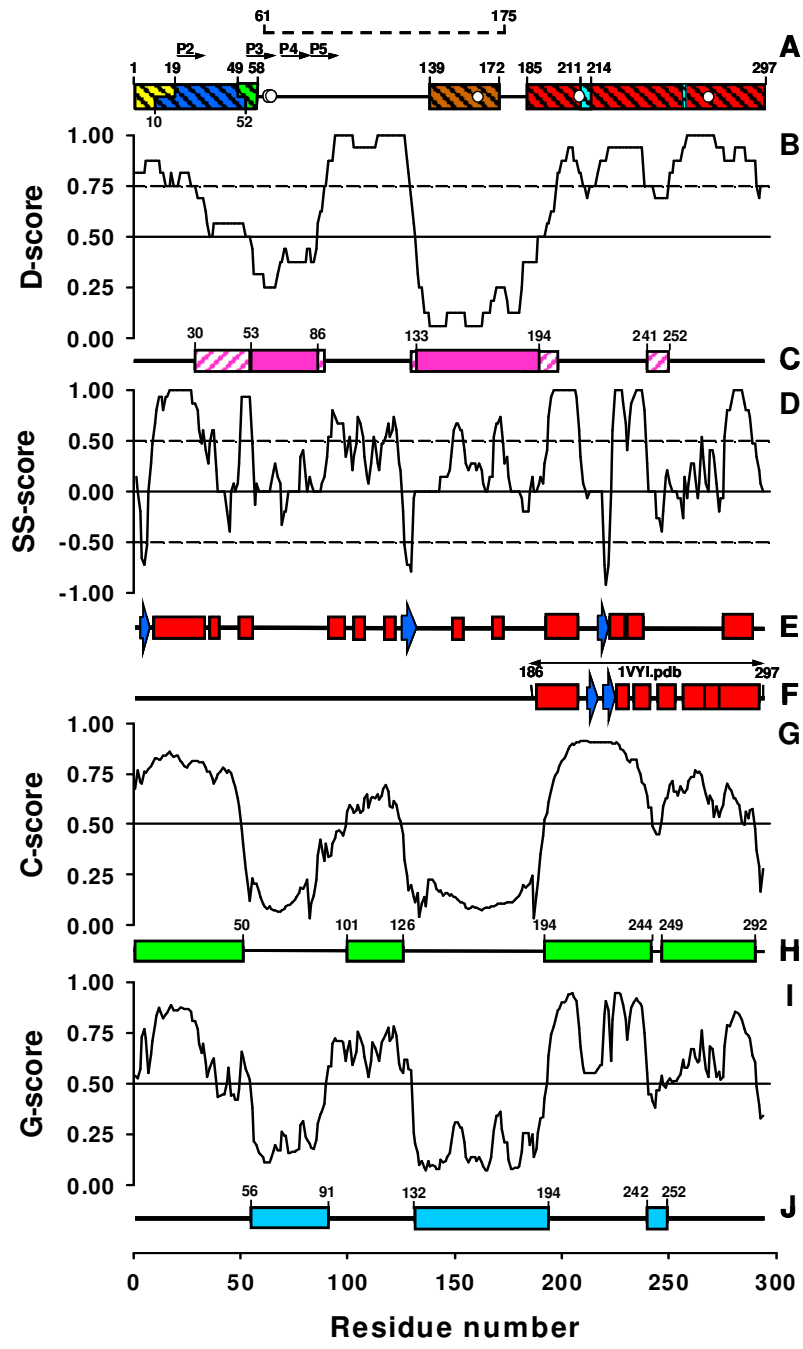 61 175
P2 P3 P4 P5
A
1 19 49 58 139 172 185 211 214 297
10 52
B
1.00
0.75
0.50
0.25
0.00
D-score
30 53 86 133 194 241 252
C
D
1.00
0.50
0.00
-0.50
-1.00
SS-score
E
186 1VYI.pdb 297
F
G
1.00
0.75
0.50
0.25
0.00
C-score
50 101 126 194 244 249 292
H
I
1.00
0.75
0.50
0.25
0.00
G-score
56 91 132 194 242 252
J
0 50 100 150 200 250 300
Residue number